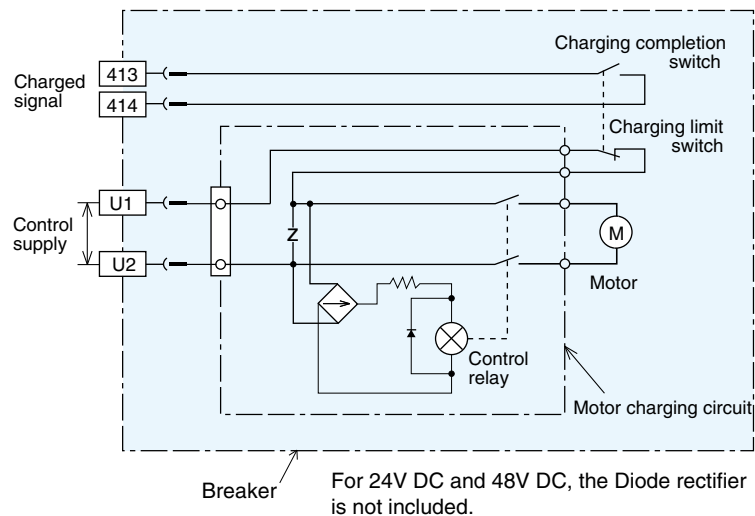 Charging completion
switch
413
Charged
signal
414
Charging limit
switch
U1
Control
supply
Z
M
U2
Motor
Control
relay
Motor charging circuit
Breaker
For 24V DC and 48V DC, the Diode rectifier
is not included.